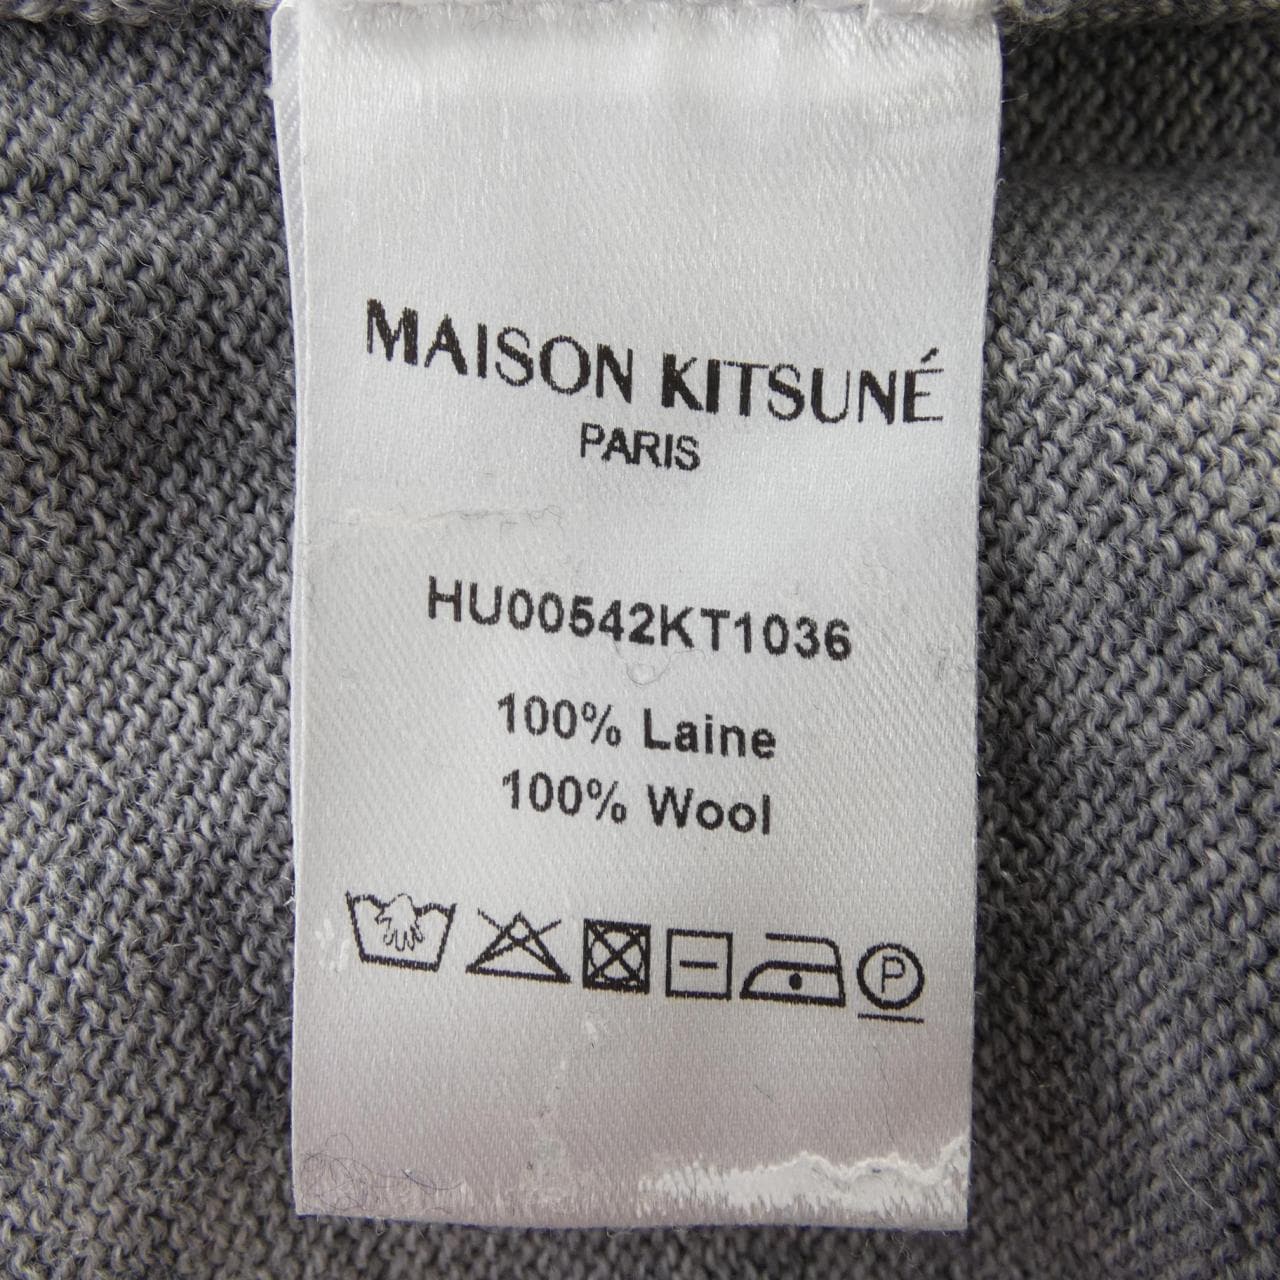 MAISON KITSUNÉ
PARIS
HU00542KT1036
100% Laine
100% Wool
P